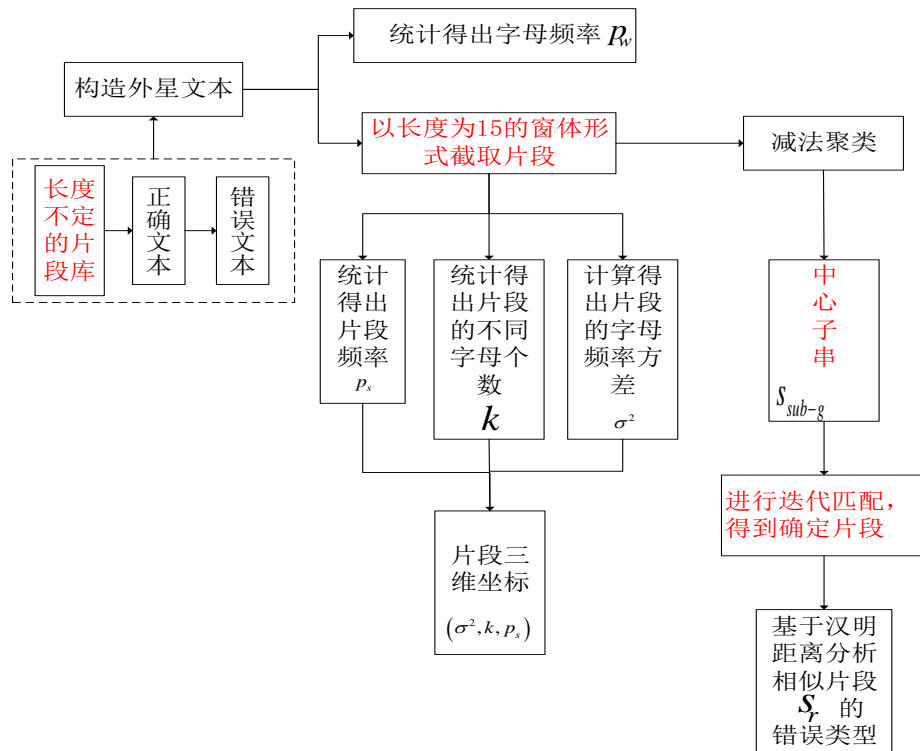 统计得出字母频率 p_w
构造外星文本
以长度为15的窗体形
式截取片段
减法聚类
长度
不定
的片
段库
正
确
文
本
错
误
文
本
统计
得出
片段
频率
p_s
统计得
出片段
的不同
字母个
数
k
计算得
出片段
的字母
频率方
差
σ²
中
心
子
串
s_{sub-g}
进行迭代匹配，
得到确定片段
片段三
维坐标
(σ²,k,p_s)
基于汉明
距离分析
相似片段
S_r 的
错误类型